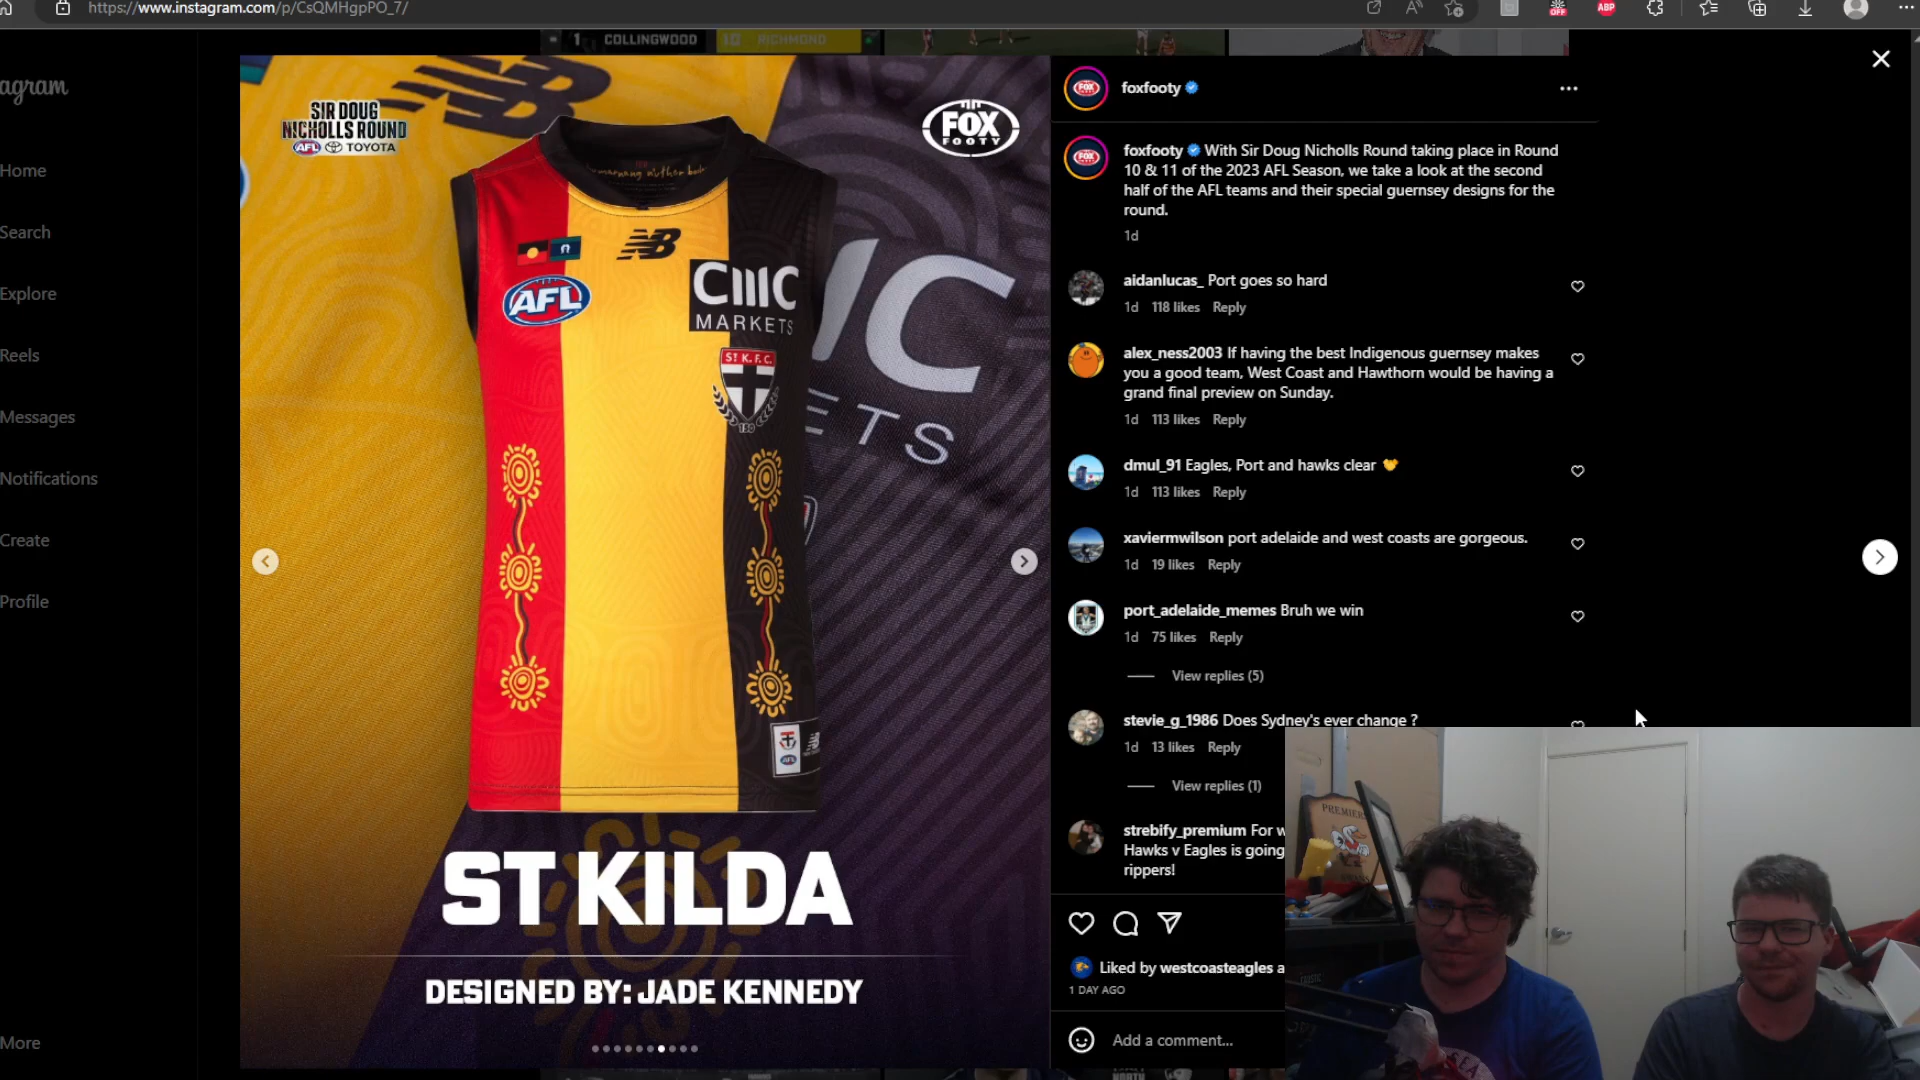 https://www.instagram.com/p/CsQMHgpPO_7/
1 COLLINGWOOD
10 RICHMOND
agram
Home
Search
Explore
Reels
Messages
Notifications
Create
Profile
More
SIR DOUG
NICHOLLS ROUND
AFL TOYOTA
FOX
FOOTY
NB
AFL
CMC
MARKETS
ST K.F.C.
ETS
ST KILDA
DESIGNED BY: JADE KENNEDY
foxfooty
foxfooty With Sir Doug Nicholls Round taking place in Round
10 & 11 of the 2023 AFL Season, we take a look at the second
half of the AFL teams and their special guernsey designs for the
round.
1d
aidanlucas_ Port goes so hard
1d 118 likes Reply
alex_ness2003 If having the best Indigenous guernsey makes
you a good team, West Coast and Hawthorn would be having a
grand final preview on Sunday.
1d 113 likes Reply
dmul_91 Eagles, Port and hawks clear
1d 113 likes Reply
xaviermwilson port adelaide and west coasts are gorgeous.
1d 19 likes Reply
port_adelaide_memes Bruh we win
1d 75 likes Reply
View replies (5)
stevie_g_1986 Does Sydney's ever change ?
1d 13 likes Reply
View replies (1)
strebify_premium For w
Hawks v Eagles is going
rippers!
Liked by westcoasteagles a
1 DAY AGO
Add a comment...
PREMIER